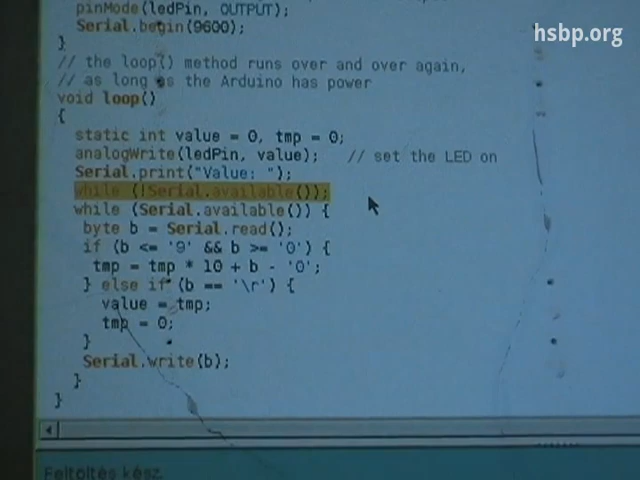 pinMode(ledPin, OUTPUT);
Serial.begin(9600);
}
// the loop() method runs over and over again,
// as long as the Arduino has power
void loop()
{
static int value = 0, tmp = 0;
analogWrite(ledPin, value); // set the LED on
Serial.print("Value: ");
while (!Serial.available());
while (Serial.available()) {
byte b = Serial.read();
if (b <= '9' && b >= '0') {
tmp = tmp * 10 + b - '0';
} else if (b == '\r') {
value = tmp;
tmp = 0;
}
Serial.write(b);
}
}
Feltöltés kész.
hsbp.org